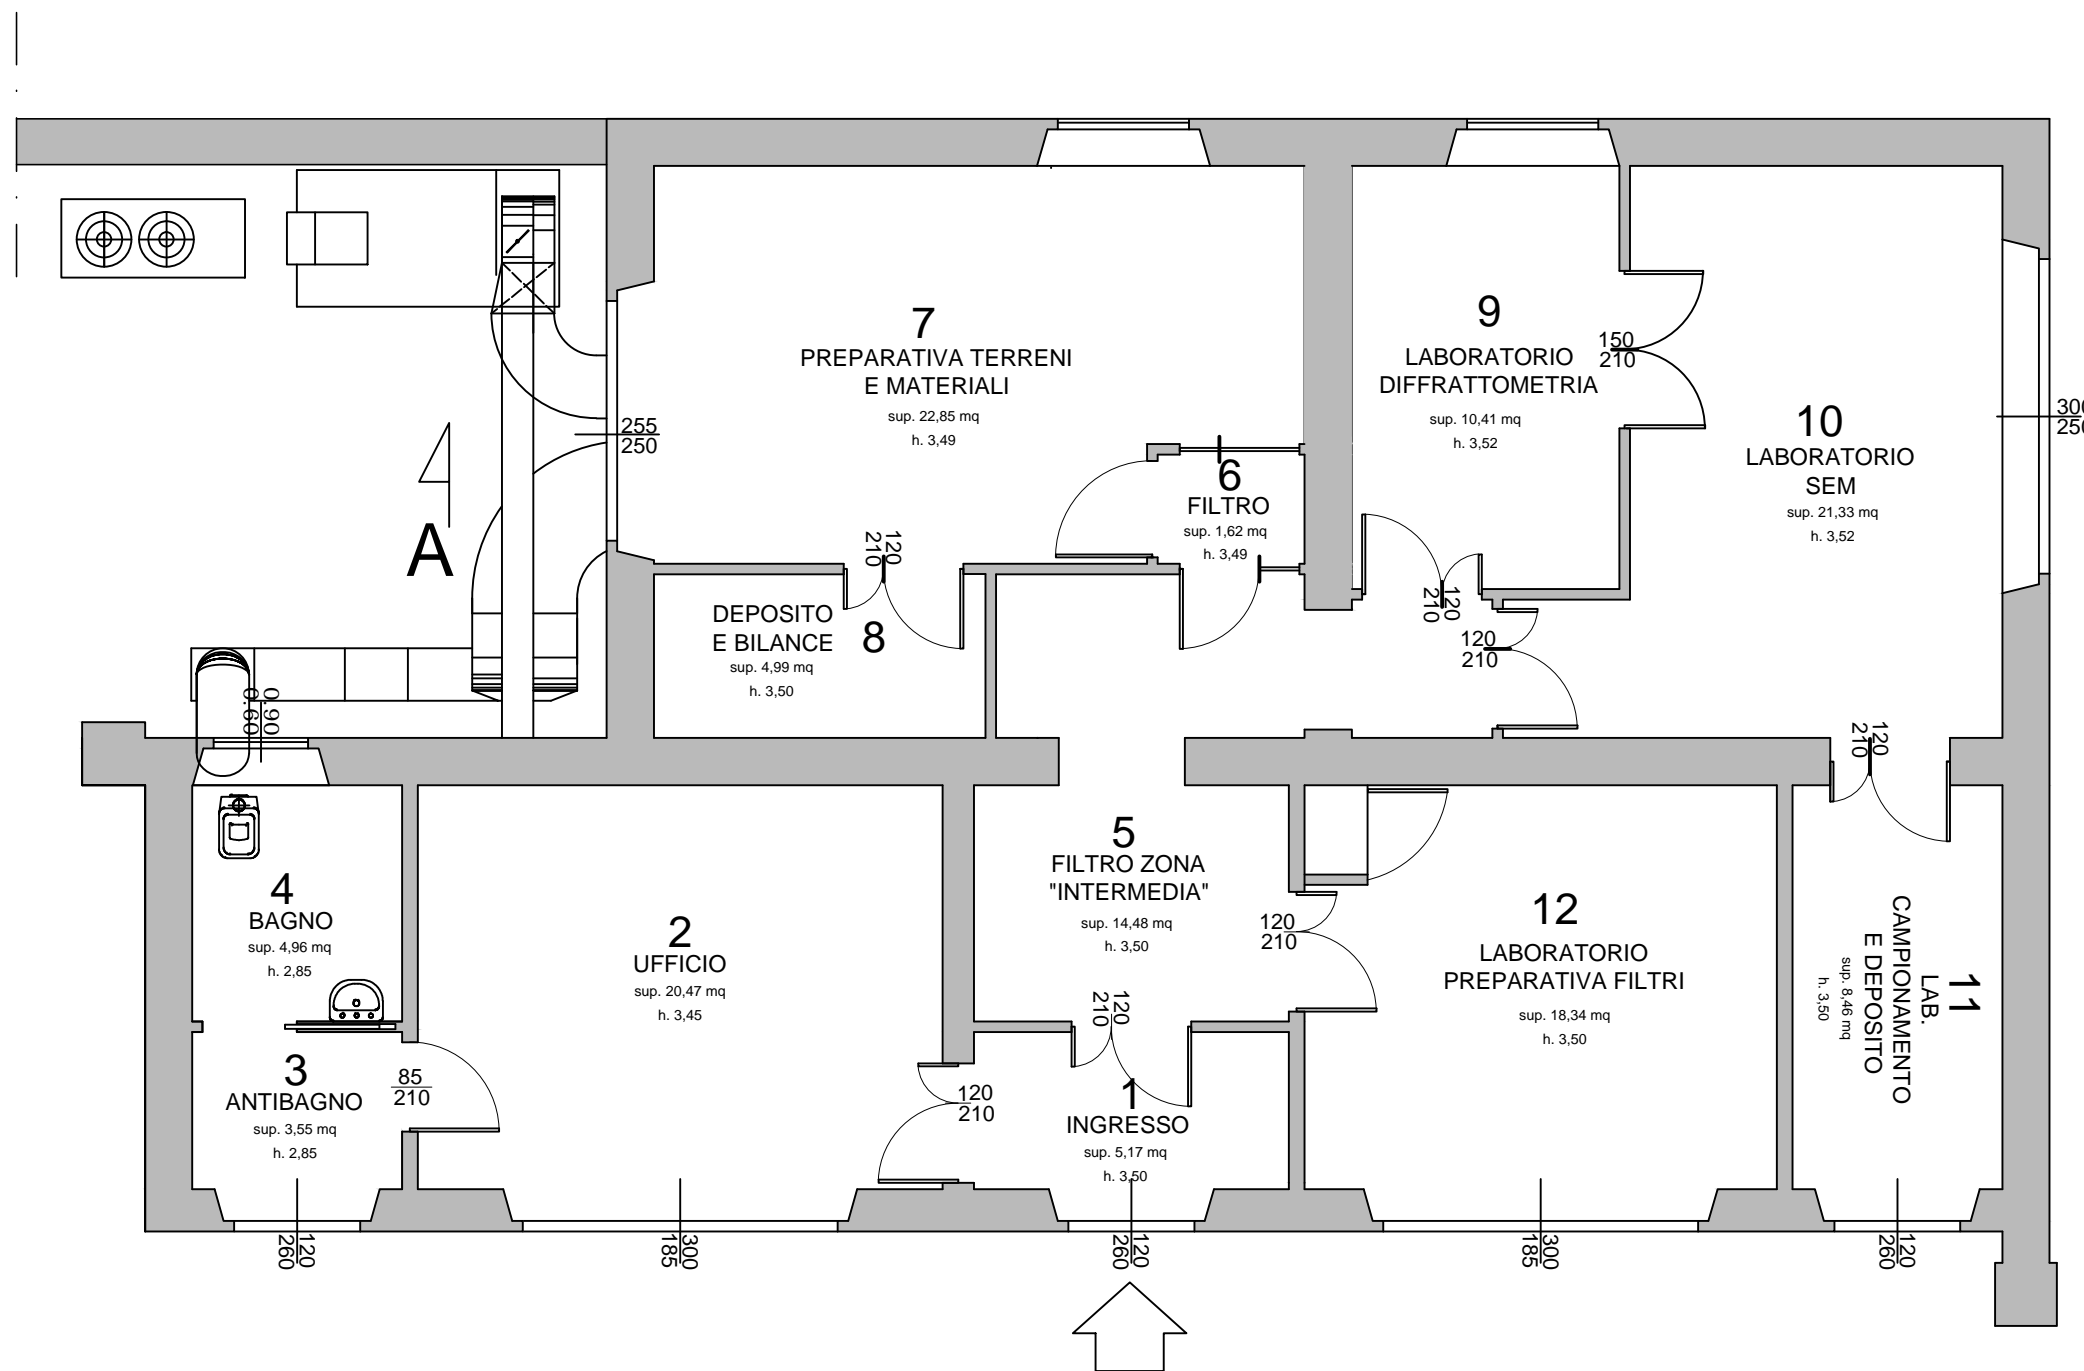 7
PREPARATIVA TERRENI
E MATERIALI
sup. 22,85 mq
h. 3,49
9
LABORATORIO
DIFFRATTOMETRIA
sup. 10,41 mq
h. 3,52
150
210
10
LABORATORIO
SEM
sup. 21,33 mq
h. 3,52
255
250
A
6
FILTRO
sup. 1,62 mq
h. 3,49
120
210
DEPOSITO
E BILANCE
8
sup. 4,99 mq
h. 3,50
120
210
120
210
0.90
0.60
120
210
4
BAGNO
sup. 4,96 mq
h. 2,85
2
UFFICIO
sup. 20,47 mq
h. 3,45
5
FILTRO ZONA
"INTERMEDIA"
sup. 14,48 mq
h. 3,50
120
210
12
LABORATORIO
PREPARATIVA FILTRI
sup. 18,34 mq
h. 3,50
11
LAB.
CAMPIONAMENTO
E DEPOSITO
sup. 8,46 mq
h. 3,50
3
ANTIBAGNO
sup. 3,55 mq
h. 2,85
85
210
120
210
120
210
1
INGRESSO
sup. 5,17 mq
h. 3,50
120
260
300
185
120
260
300
185
120
260